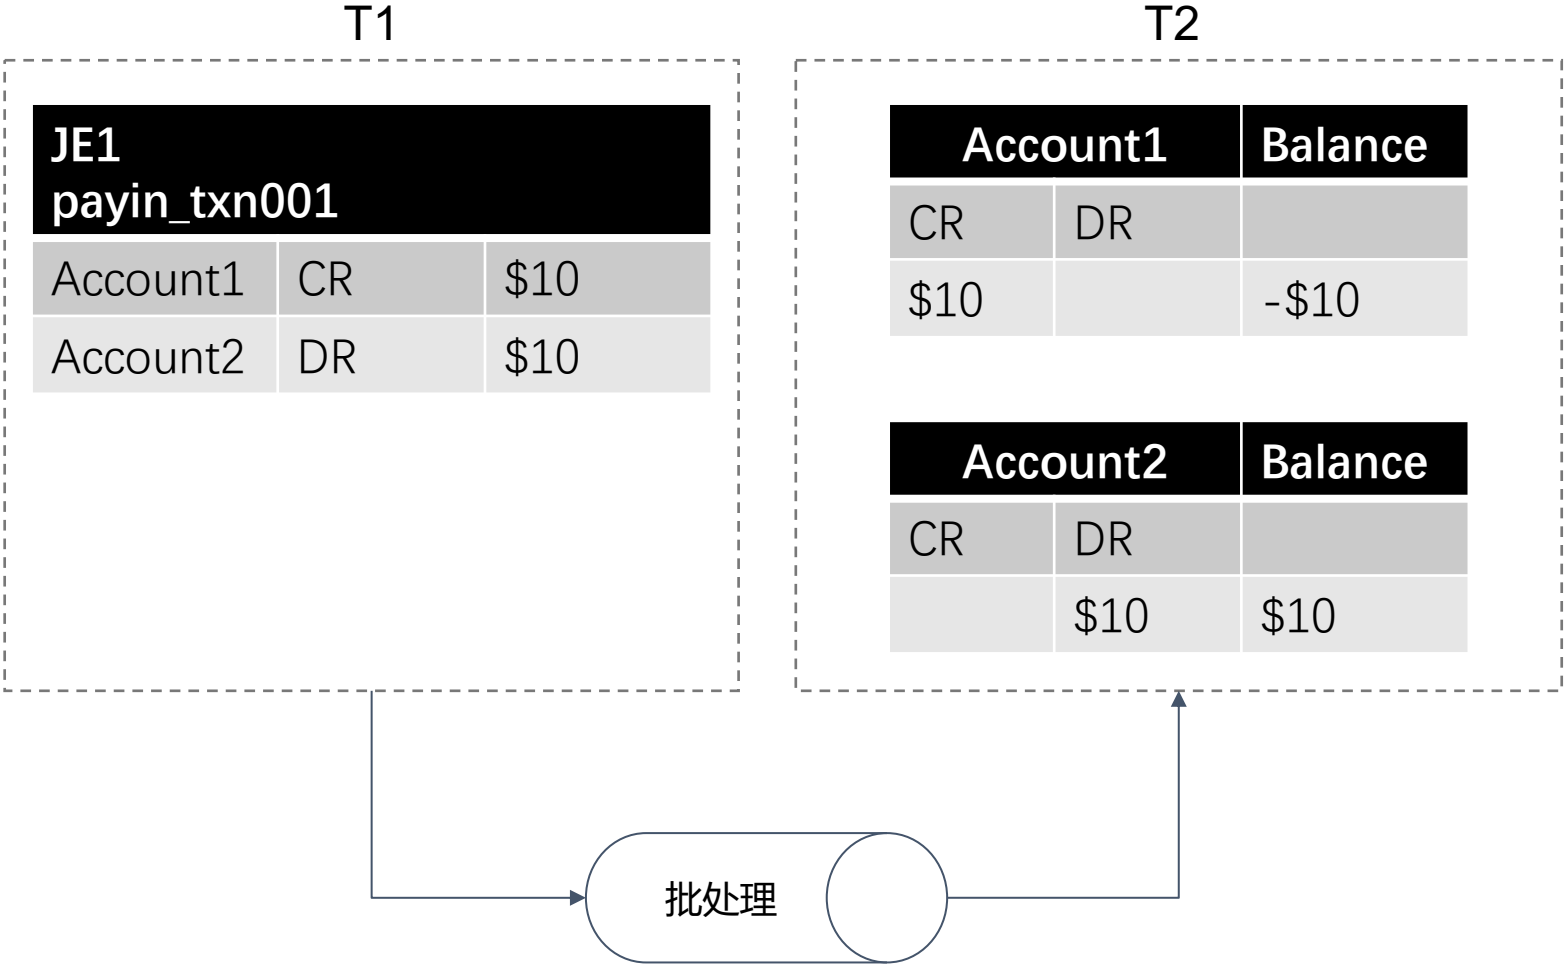 T1
JE1
payin_txn001
Account1 CR $10
Account2 DR $10
T2
Account1 Balance
CR DR
$10 -$10
Account2 Balance
CR DR
$10 $10
批处理